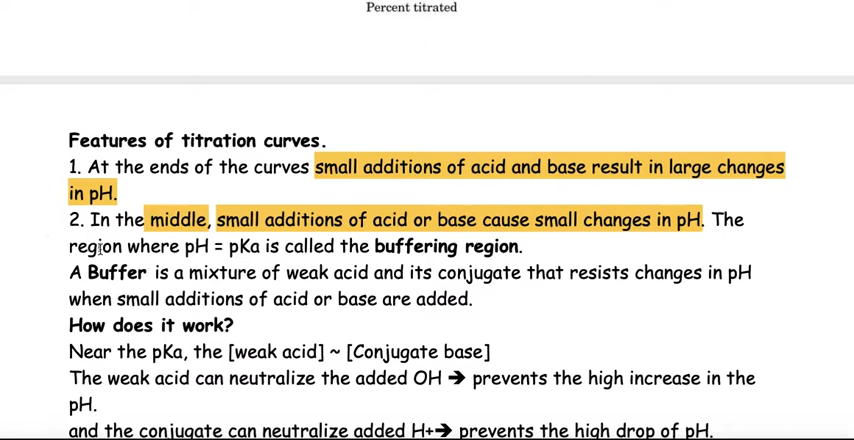 Percent titrated
Features of titration curves.
1. At the ends of the curves small additions of acid and base result in large changes
in pH.
2. In the middle, small additions of acid or base cause small changes in pH. The
region where pH = pKa is called the buffering region.
A Buffer is a mixture of weak acid and its conjugate that resists changes in pH
when small additions of acid or base are added.
How does it work?
Near the pKa, the [weak acid] ~ [Conjugate base]
The weak acid can neutralize the added OH ➔ prevents the high increase in the
pH.
and the conjugate can neutralize added H+➔ prevents the high drop of pH.